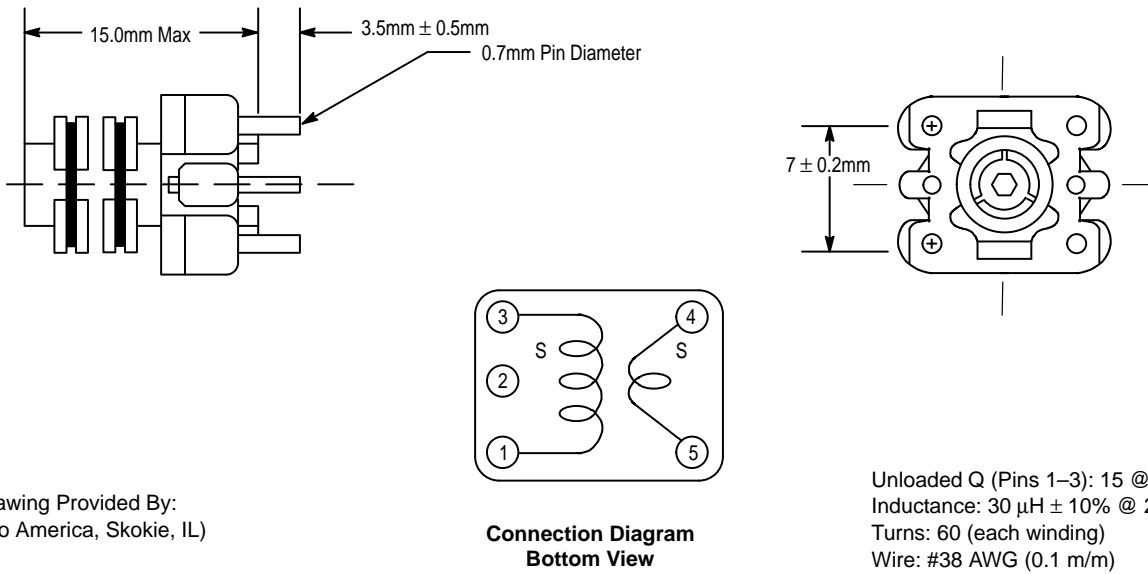 15.0mm Max
3.5mm ± 0.5mm
0.7mm Pin Diameter
7 ± 0.2mm
3
4
S
S
2
1
5
Provided By:
America, Skokie, IL)
Connection Diagram
Bottom View
Unloaded Q (Pins 1–3): 15 @
Inductance: 30 μH ± 10% @
Turns: 60 (each winding)
Wire: #38 AWG (0.1 m/m)